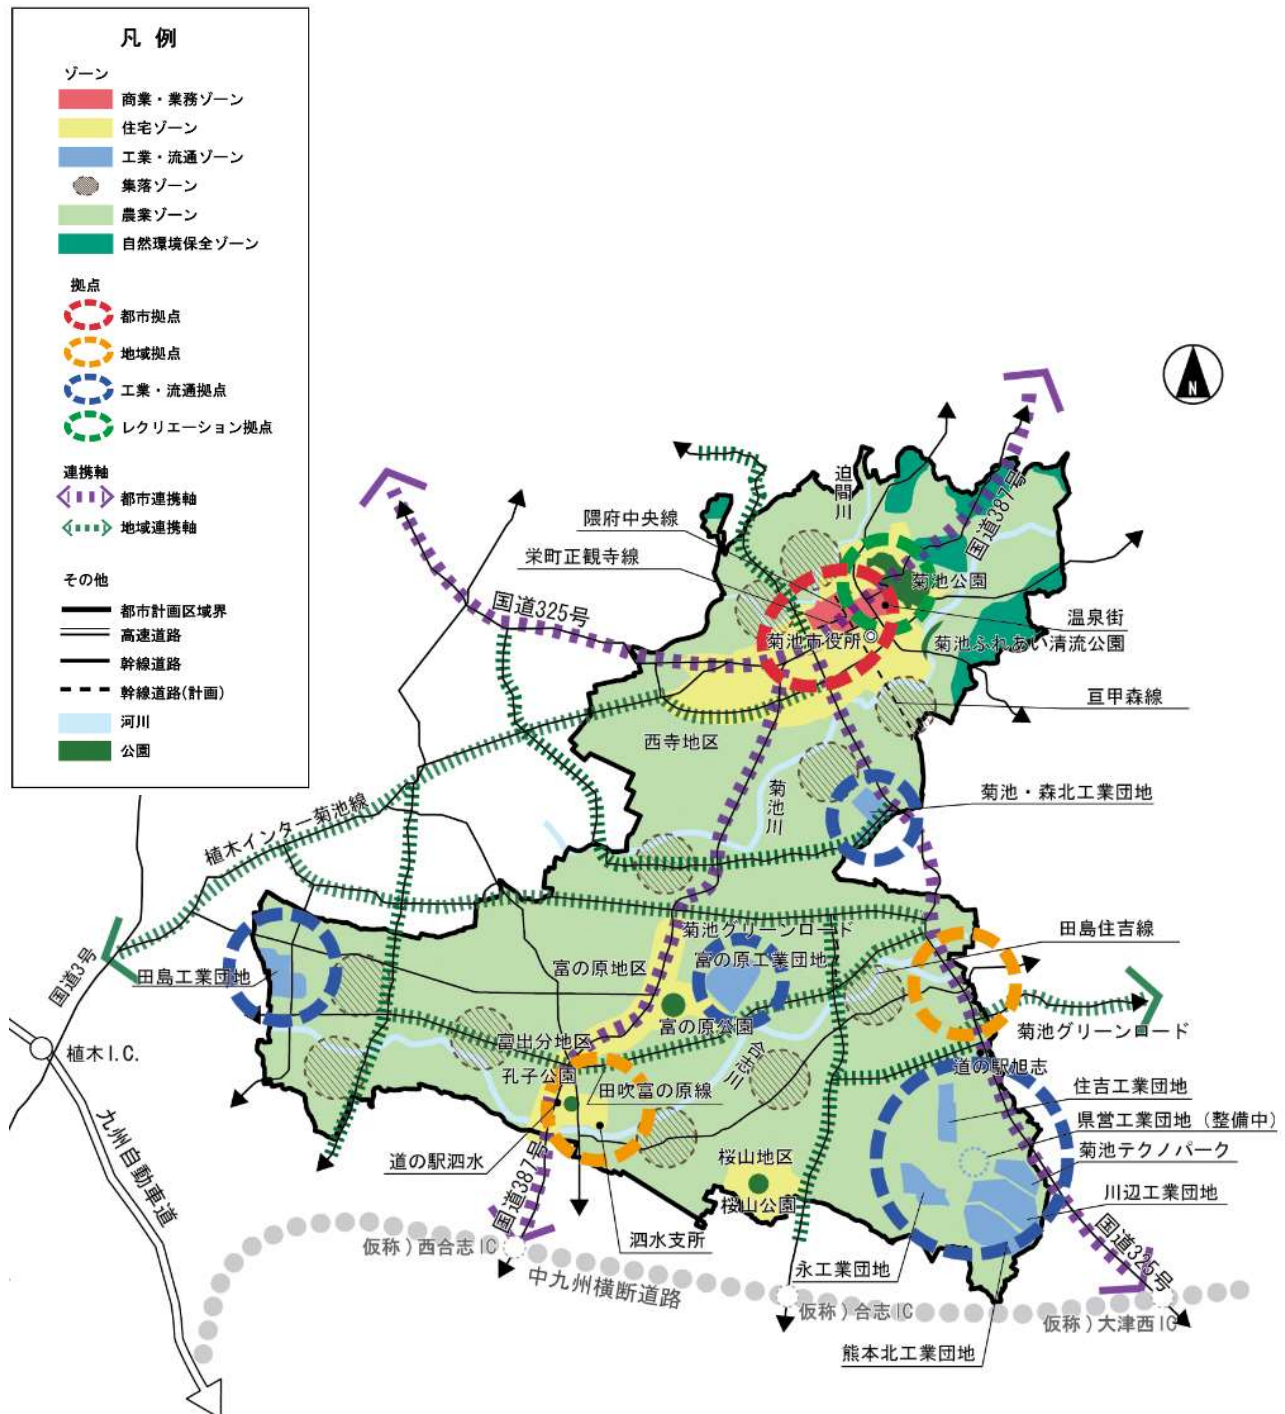 凡 例
ゾーン
商業・業務ゾーン
住宅ゾーン
工業・流通ゾーン
集落ゾーン
農業ゾーン
自然環境保全ゾーン
拠点
都市拠点
地域拠点
工業・流通拠点
レクリエーション拠点
連携軸
都市連携軸
地域連携軸
その他
都市計画区域界
高速道路
幹線道路
幹線道路(計画)
河川
公園
N
迫間川
国道387号
隈府中央線
栄町正観寺線
国道325号
菊池公園
温泉街
菊池市役所
菊池ふれあい清流公園
亘甲森線
西寺地区
菊池川
菊池・森北工業団地
植木インター菊池線
菊池グリーンロード
田島住吉線
国道3号
田島工業団地
富の原地区
富の原工業団地
富の原公園
菊池グリーンロード
植木I.C.
富出分地区
合志川
孔子公園
田吹富の原線
道の駅旭志
住吉工業団地
県営工業団地（整備中）
菊池テクノパーク
川辺工業団地
九州自動車道
道の駅泗水
国道387号
桜山地区
桜山公園
泗水支所
仮称）西合志IC
中九州横断道路
永工業団地
国道325号
仮称）合志IC
仮称）大津西IC
熊本北工業団地